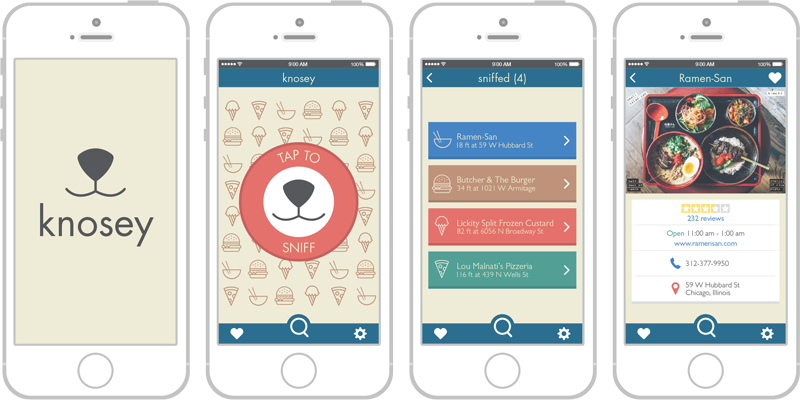 knosey
9:00 AM
100%
knosey
TAP TO
SNIFF
9:00 AM
100%
sniffed (4)
Ramen-San
18 ft at 59 W Hubbard St
Butcher & The Burger
34 ft at 1021 W Armitage
Lickity Split Frozen Custard
82 ft at 6056 N Broadway St
Lou Malnati's Pizzeria
116 ft at 439 N Wells St
9:00 AM
100%
Ramen-San
232 reviews
Open 11:00 am - 1:00 am
www.ramensan.com
312-377-9950
59 W Hubbard St
Chicago, Illinois